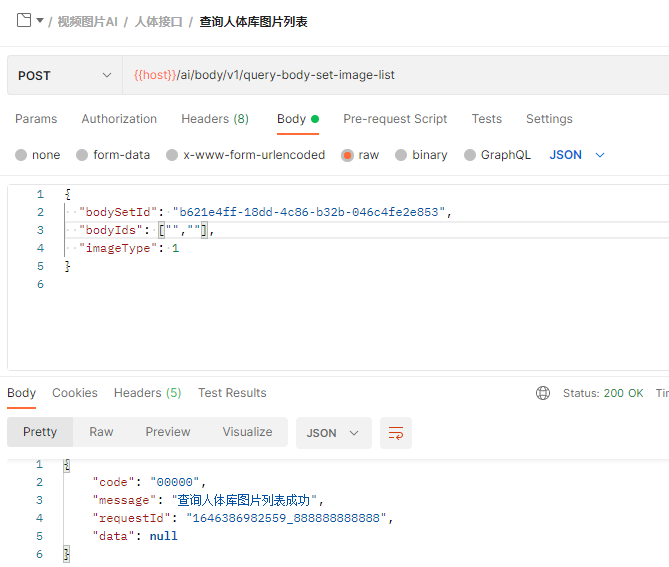 / 视频图片AI / 人体接口 / 查询人体库图片列表
POST {{host}}/ai/body/v1/query-body-set-image-list
Params Authorization Headers (8) Body Pre-request Script Tests Settings
none form-data x-www-form-urlencoded raw binary GraphQL JSON
1 {
2 "bodySetId": "b621e4ff-18dd-4c86-b32b-046c4fe2e853",
3 "bodyIds": ["",""],
4 "imageType": 1
5 }
6
Body Cookies Headers (5) Test Results Status: 200 OK Tir
Pretty Raw Preview Visualize JSON
1 {
2 "code": "00000",
3 "message": "查询人体库图片列表成功",
4 "requestId": "1646386982559_888888888888",
5 "data": null
6 }